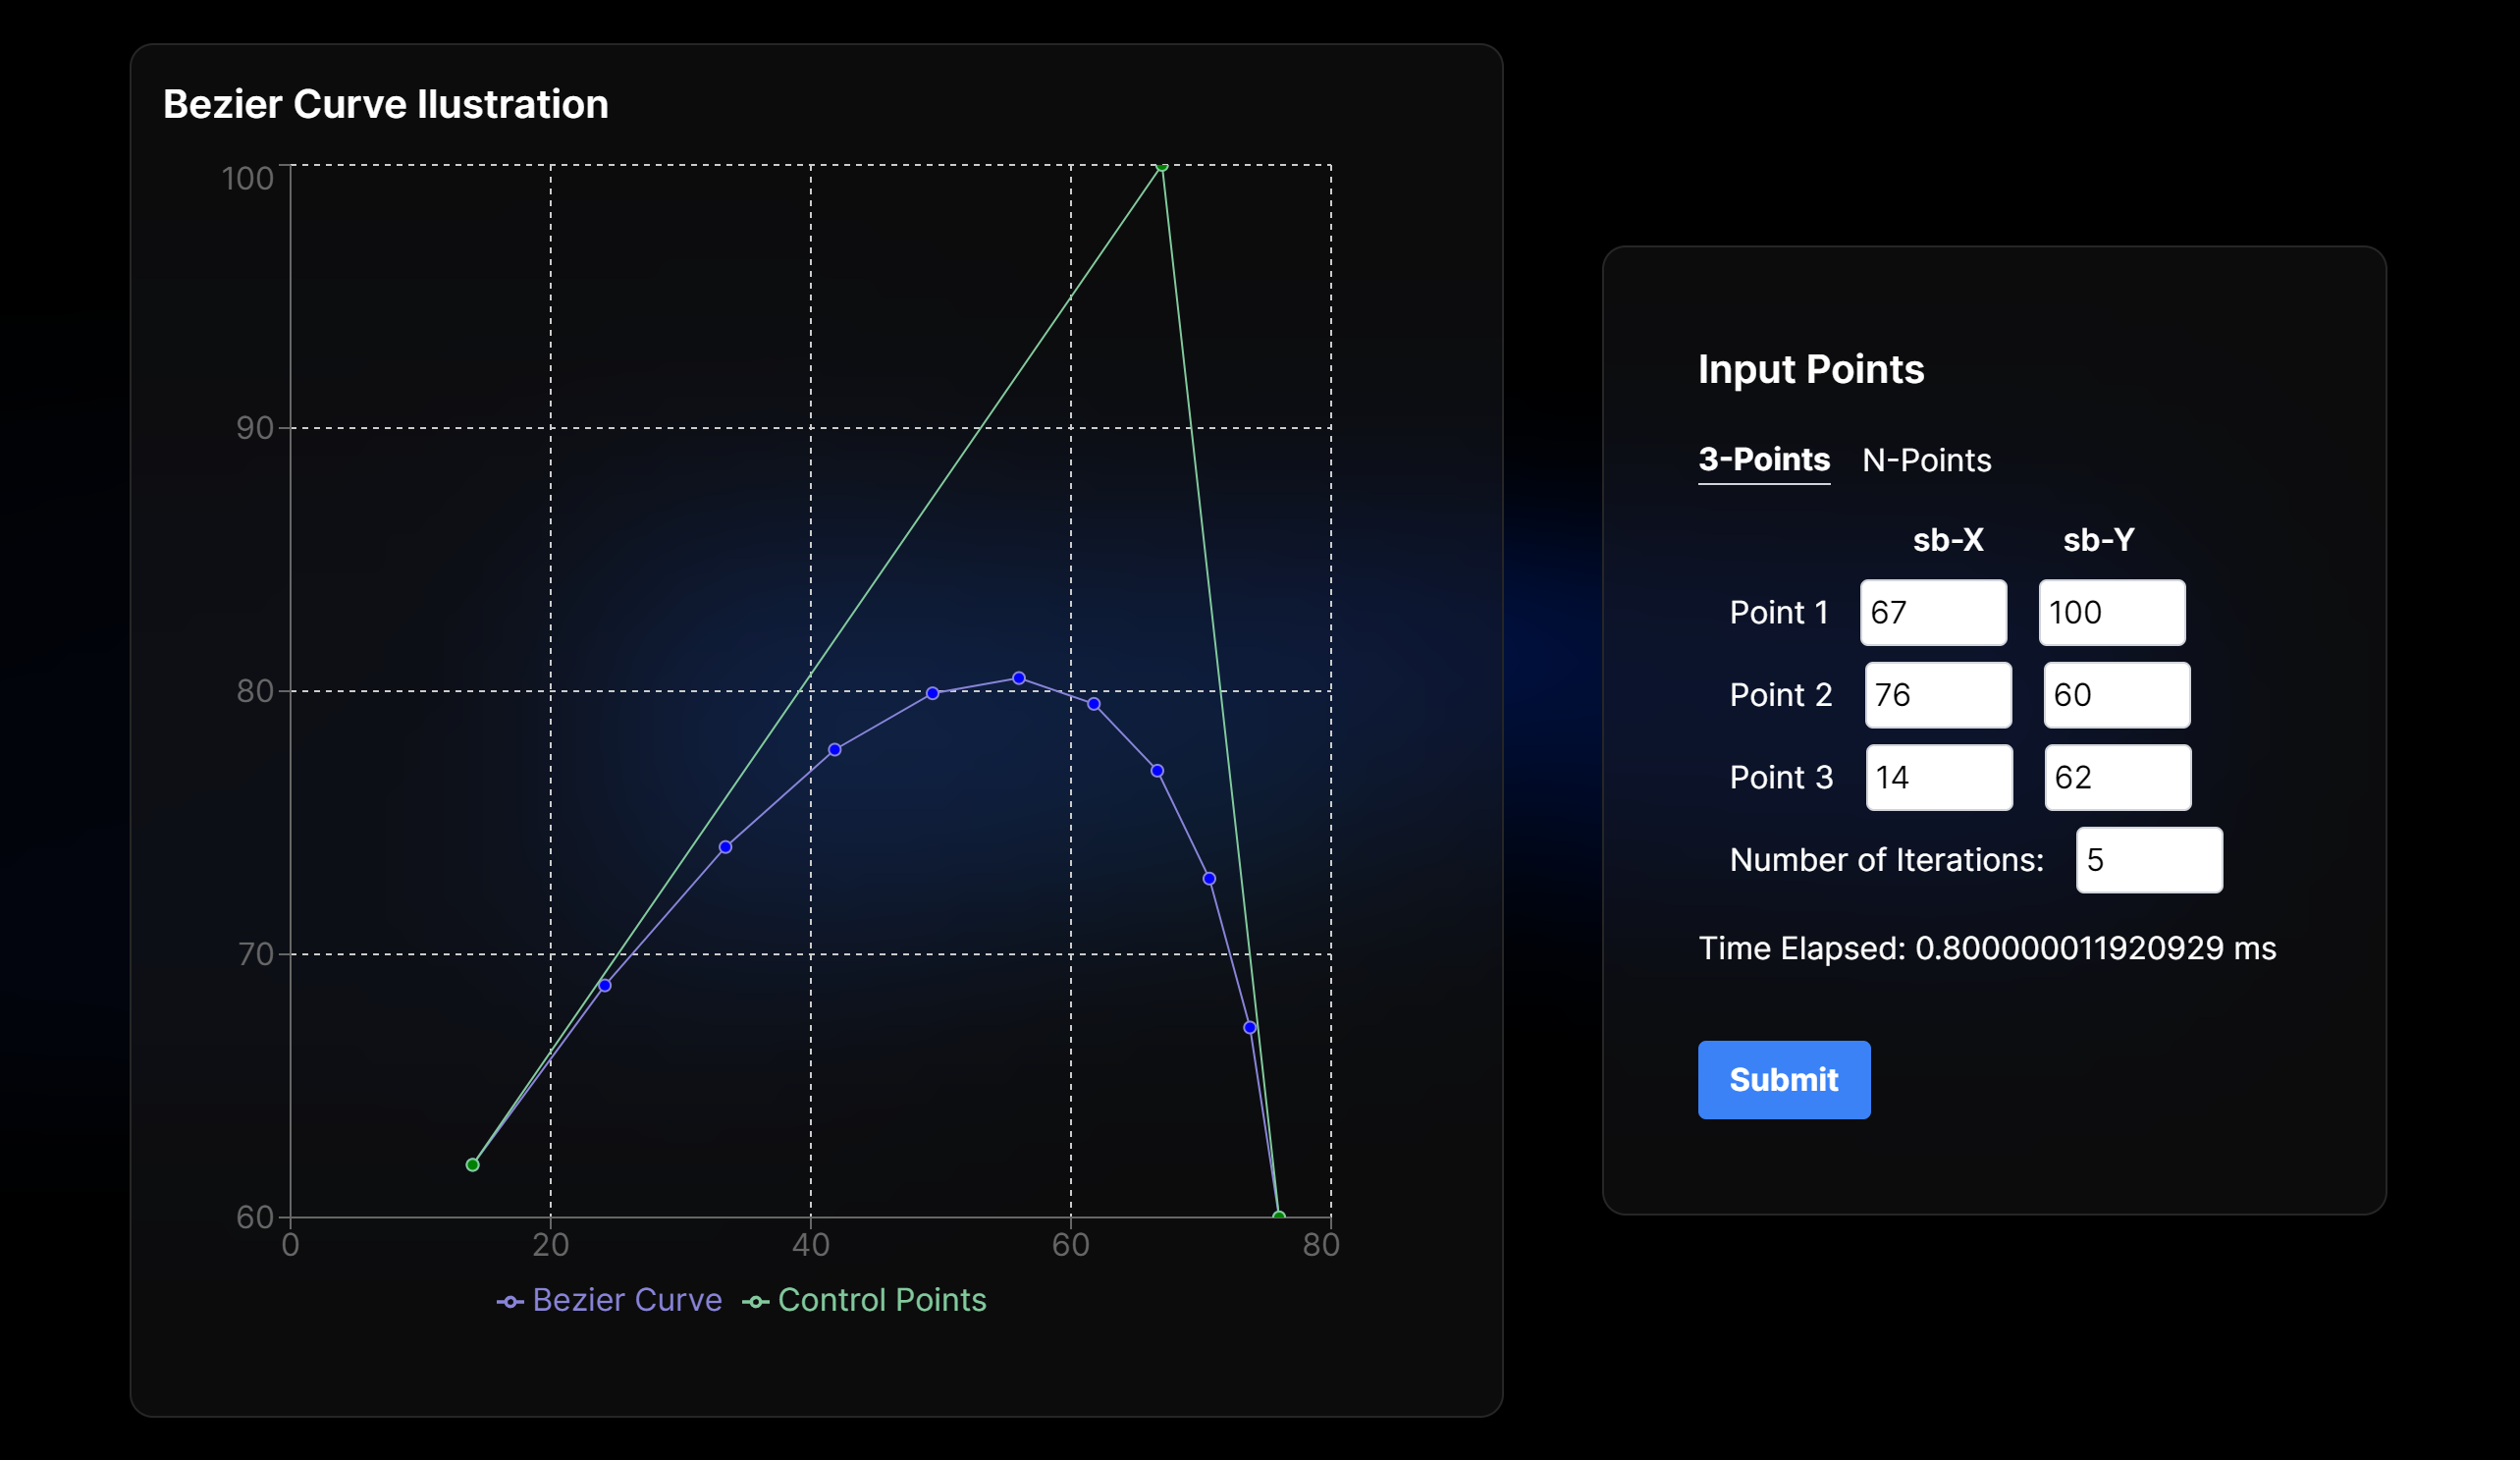 Bezier Curve Ilustration
100
90
80
70
60
0 20 40 60 80
Bezier Curve Control Points
Input Points
3-Points N-Points
sb-X sb-Y
Point 1 67 100
Point 2 76 60
Point 3 14 62
Number of Iterations: 5
Time Elapsed: 0.800000011920929 ms
Submit